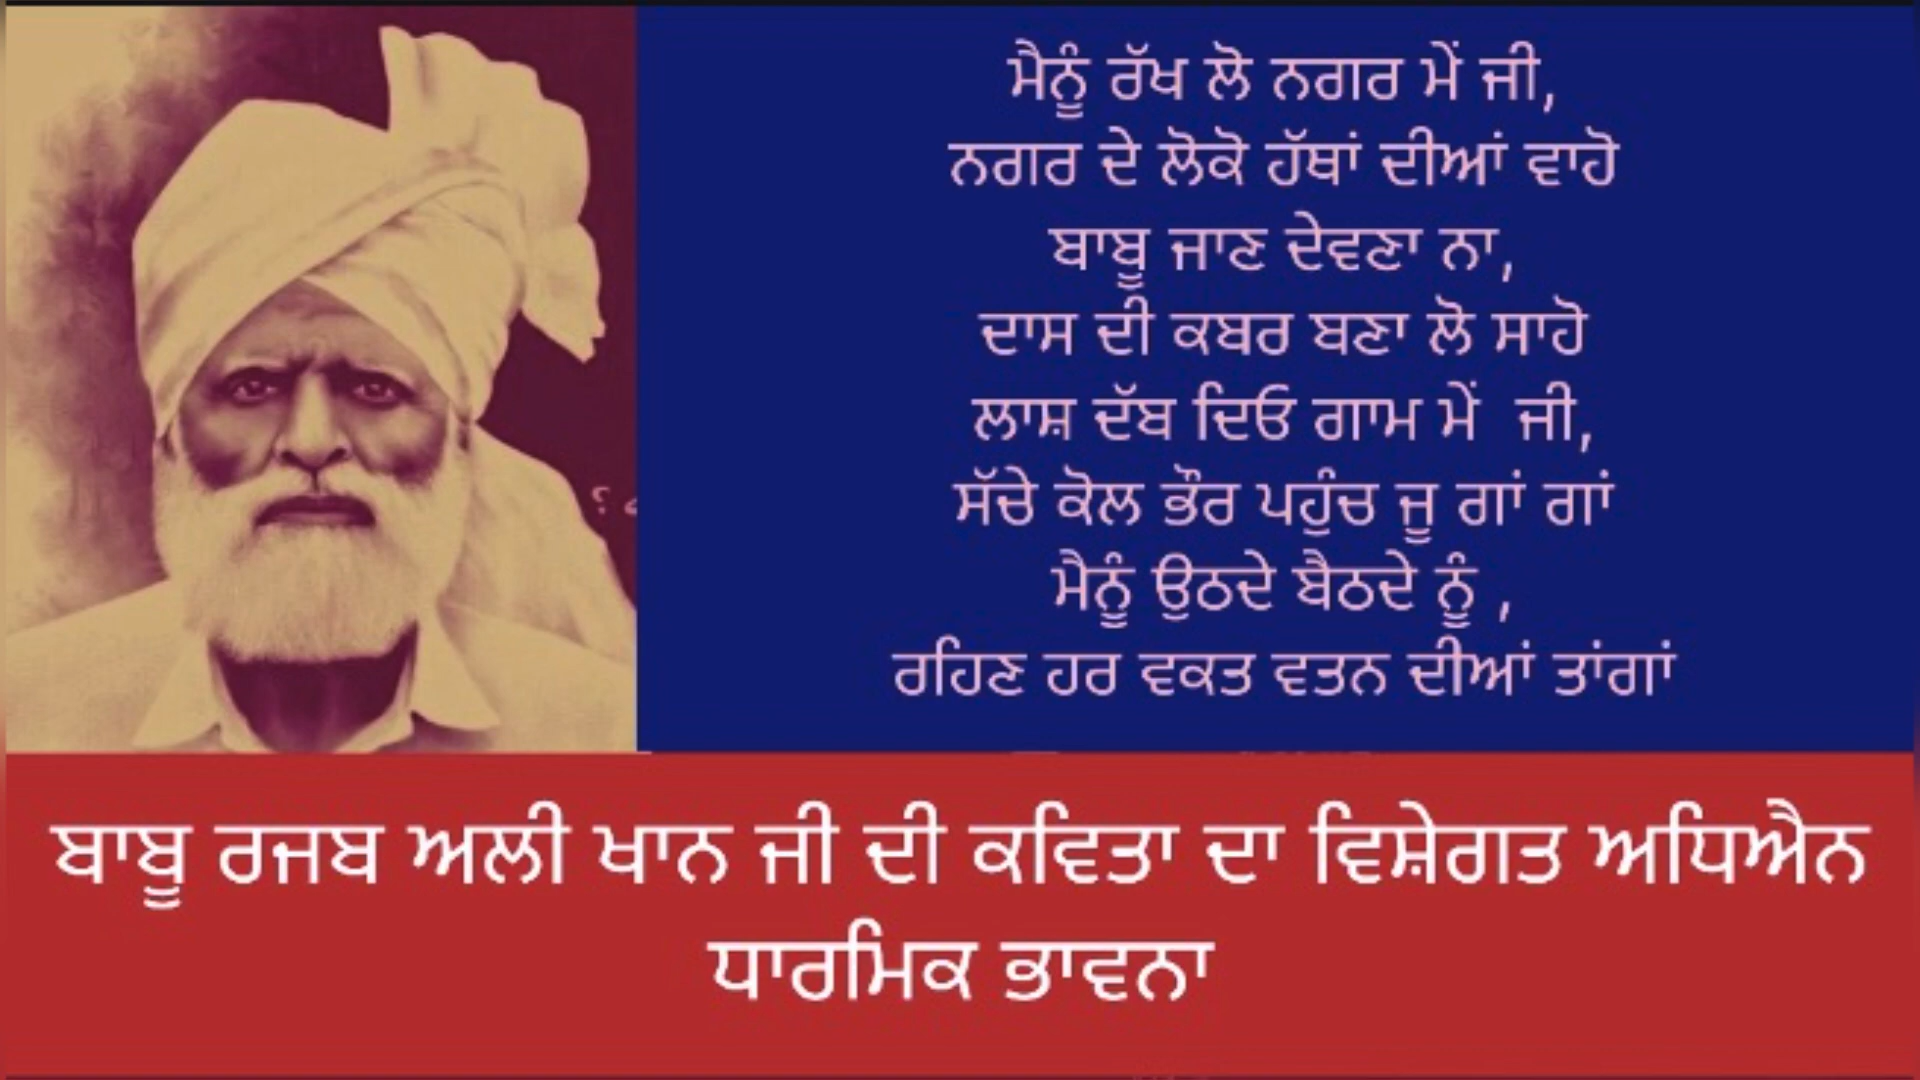 ਮੈਨੂੰ ਰੱਖ ਲੋ ਨਗਰ ਮੇਂ ਜੀ,
ਨਗਰ ਦੇ ਲੋਕੋ ਹੱਥਾਂ ਦੀਆਂ ਵਾਹੋ
ਬਾਬੂ ਜਾਣ ਦੇਵਣਾ ਨਾ,
ਦਾਸ ਦੀ ਕਬਰ ਬਣਾ ਲੋ ਸਾਹੋ
ਲਾਸ਼ ਦੱਬ ਦਿਓ ਗਾਮ ਮੇਂ ਜੀ,
ਸੱਚੇ ਕੋਲ ਭੌਰ ਪਹੁੰਚ ਜੂ ਗਾਂ ਗਾਂ
ਮੈਨੂੰ ਉਠਦੇ ਬੈਠਦੇ ਨੂੰ ,
ਰਹਿਣ ਹਰ ਵਕਤ ਵਤਨ ਦੀਆਂ ਤਾਂਗਾਂ
ਬਾਬੂ ਰਜਬ ਅਲੀ ਖਾਨ ਜੀ ਦੀ ਕਵਿਤਾ ਦਾ ਵਿਸ਼ੇਗਤ ਅਧਿਐਨ
ਧਾਰਮਿਕ ਭਾਵਨਾ